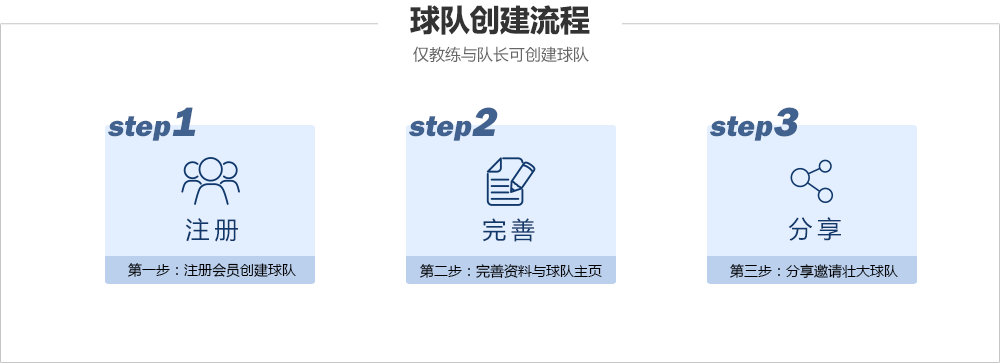 球队创建流程
仅教练与队长可创建球队
step1
注册
第一步：注册会员创建球队
step2
完善
第二步：完善资料与球队主页
step3
分享
第三步：分享邀请壮大球队